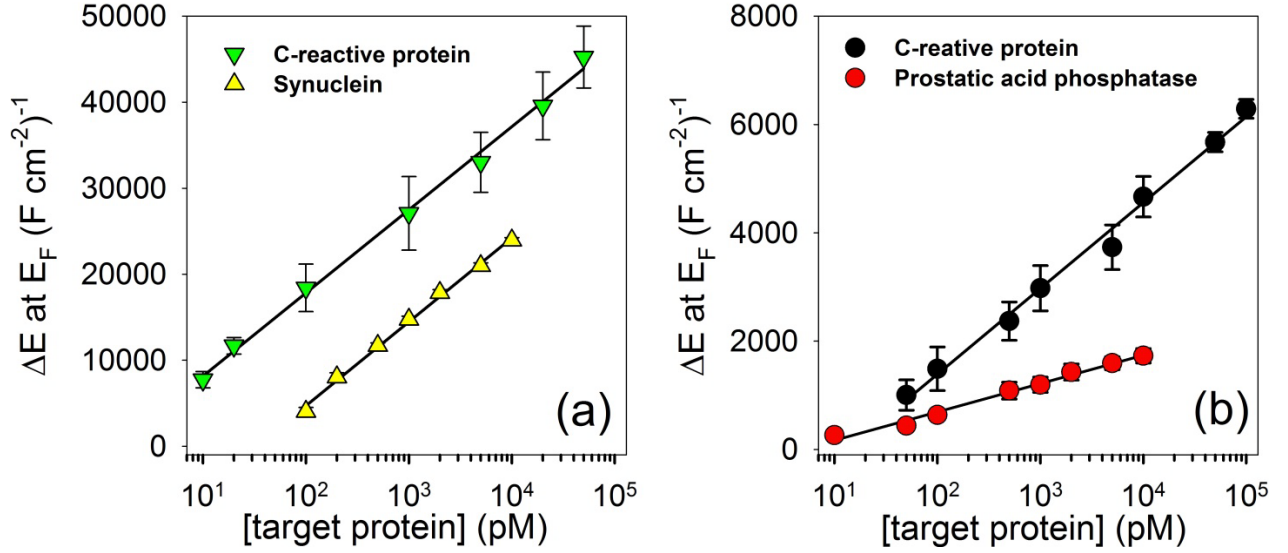 50000
40000
30000
20000
10000
0
ΔE at E_F (F cm^-2)^-1
C-reactive protein
Synuclein
(a)
10^1 10^2 10^3 10^4 10^5
[target protein] (pM)
8000
6000
4000
2000
0
ΔE at E_F (F cm^-2)^-1
C-reative protein
Prostatic acid phosphatase
(b)
10^1 10^2 10^3 10^4 10^5
[target protein] (pM)